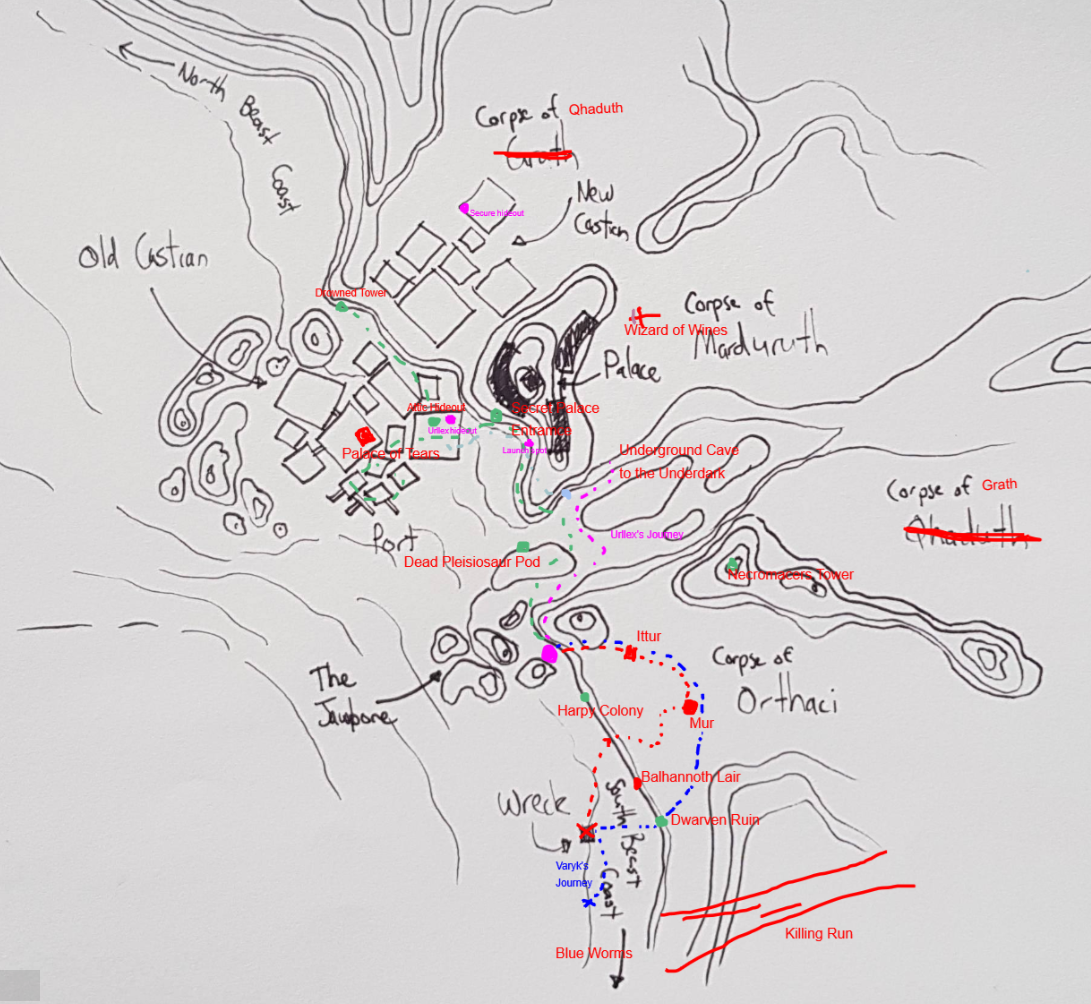 North Beast
Coast
Corpse of Qhaduth
Grath
Secure hideout
New
Castian
Old Castian
Drowned Tower
Wizard of Wines
Corpse of
Marduruth
Palace
Attic Hideout
Urllex hideout
Secret Palace
Entrance
Launch spot
Palace of Tears
Underground Cave
to the Underdark
Port
Corpse of Grath
Qhaduth
Urllex's Journey
Dead Pleisiosaur Pod
Necromacers Tower
Ittur
The
Jawbone
Corpse of
Orthaci
Harpy Colony
Mur
Balhannoth Lair
Wreck
South Beast
Coast
Dwarven Ruin
Varyk's
Journey
Killing Run
Blue Worms